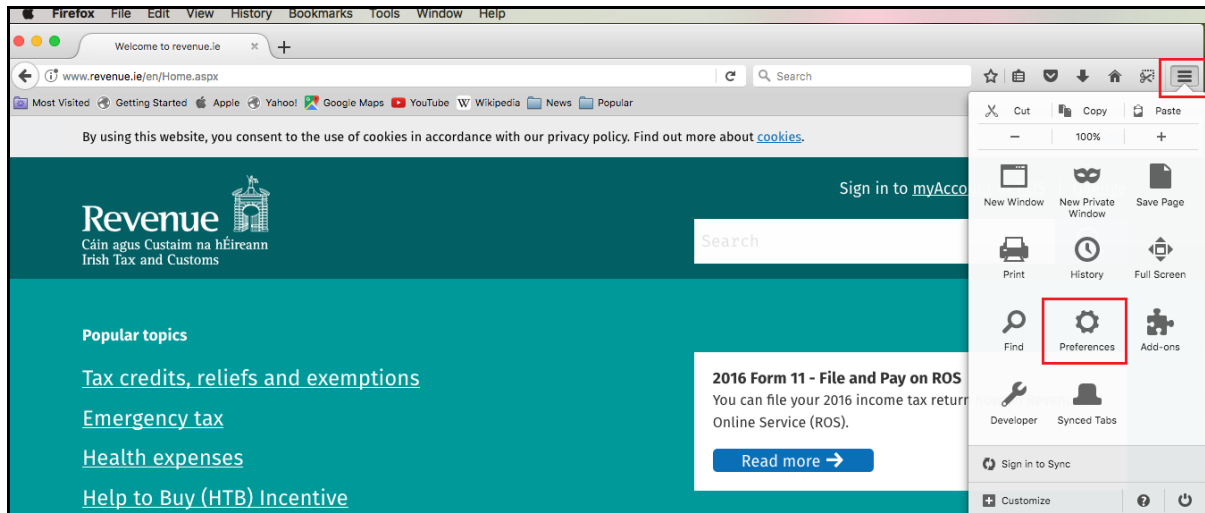 Firefox File Edit View History Bookmarks Tools Window Help
Welcome to revenue.ie
www.revenue.ie/en/Home.aspx
Search
Most Visited Getting Started Apple Yahoo! Google Maps YouTube Wikipedia News Popular
By using this website, you consent to the use of cookies in accordance with our privacy policy. Find out more about cookies.
Sign in to myAcco
Revenue
Cáin agus Custaim na hÉireann
Irish Tax and Customs
Search
Popular topics
Tax credits, reliefs and exemptions
Emergency tax
Health expenses
Help to Buy (HTB) Incentive
2016 Form 11 - File and Pay on ROS
You can file your 2016 income tax return
Online Service (ROS).
Read more
Cut Copy Paste
− 100% +
New Window New Private Window Save Page
Print History Full Screen
Find Preferences Add-ons
Developer Synced Tabs
Sign in to Sync
Customize